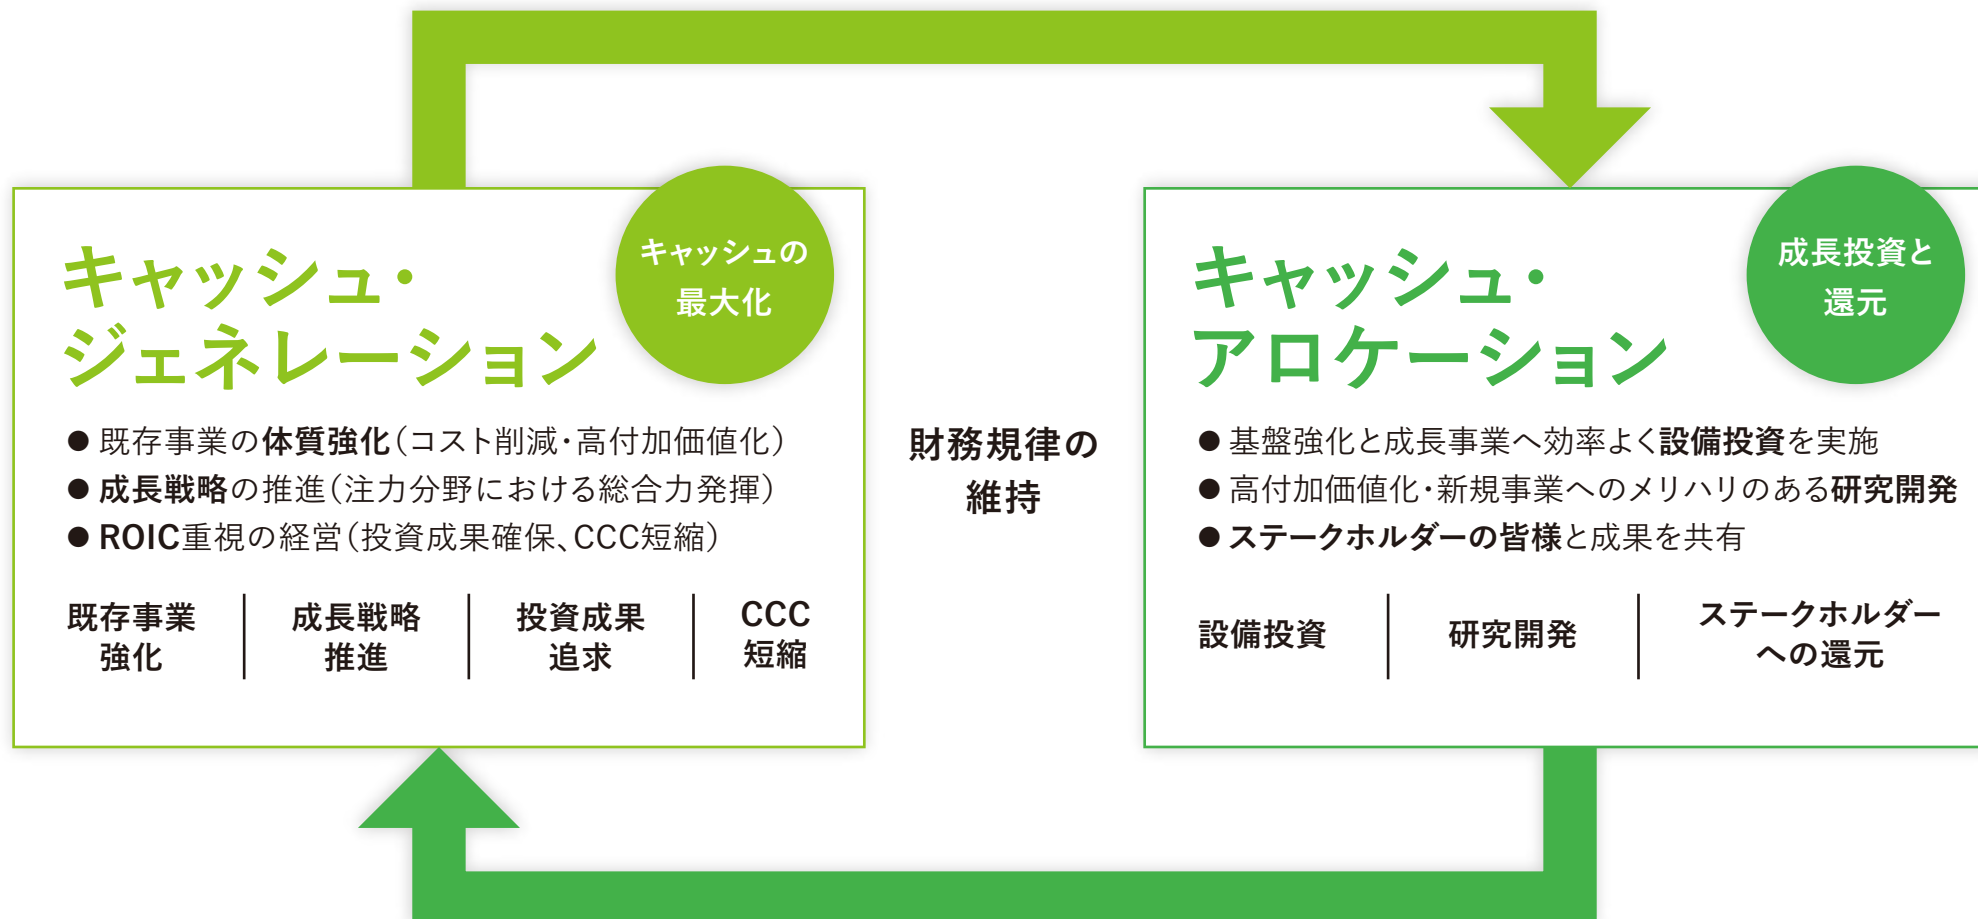 キャッシュ・
ジェネレーション
キャッシュの
最大化
● 既存事業の体質強化（コスト削減・高付加価値化）
● 成長戦略の推進（注力分野における総合力発揮）
● ROIC重視の経営（投資成果確保、CCC短縮）
既存事業
強化
成長戦略
推進
投資成果
追求
CCC
短縮
財務規律の
維持
キャッシュ・
アロケーション
成長投資と
還元
● 基盤強化と成長事業へ効率よく設備投資を実施
● 高付加価値化・新規事業へのメリハリのある研究開発
● ステークホルダーの皆様と成果を共有
設備投資
研究開発
ステークホルダー
への還元